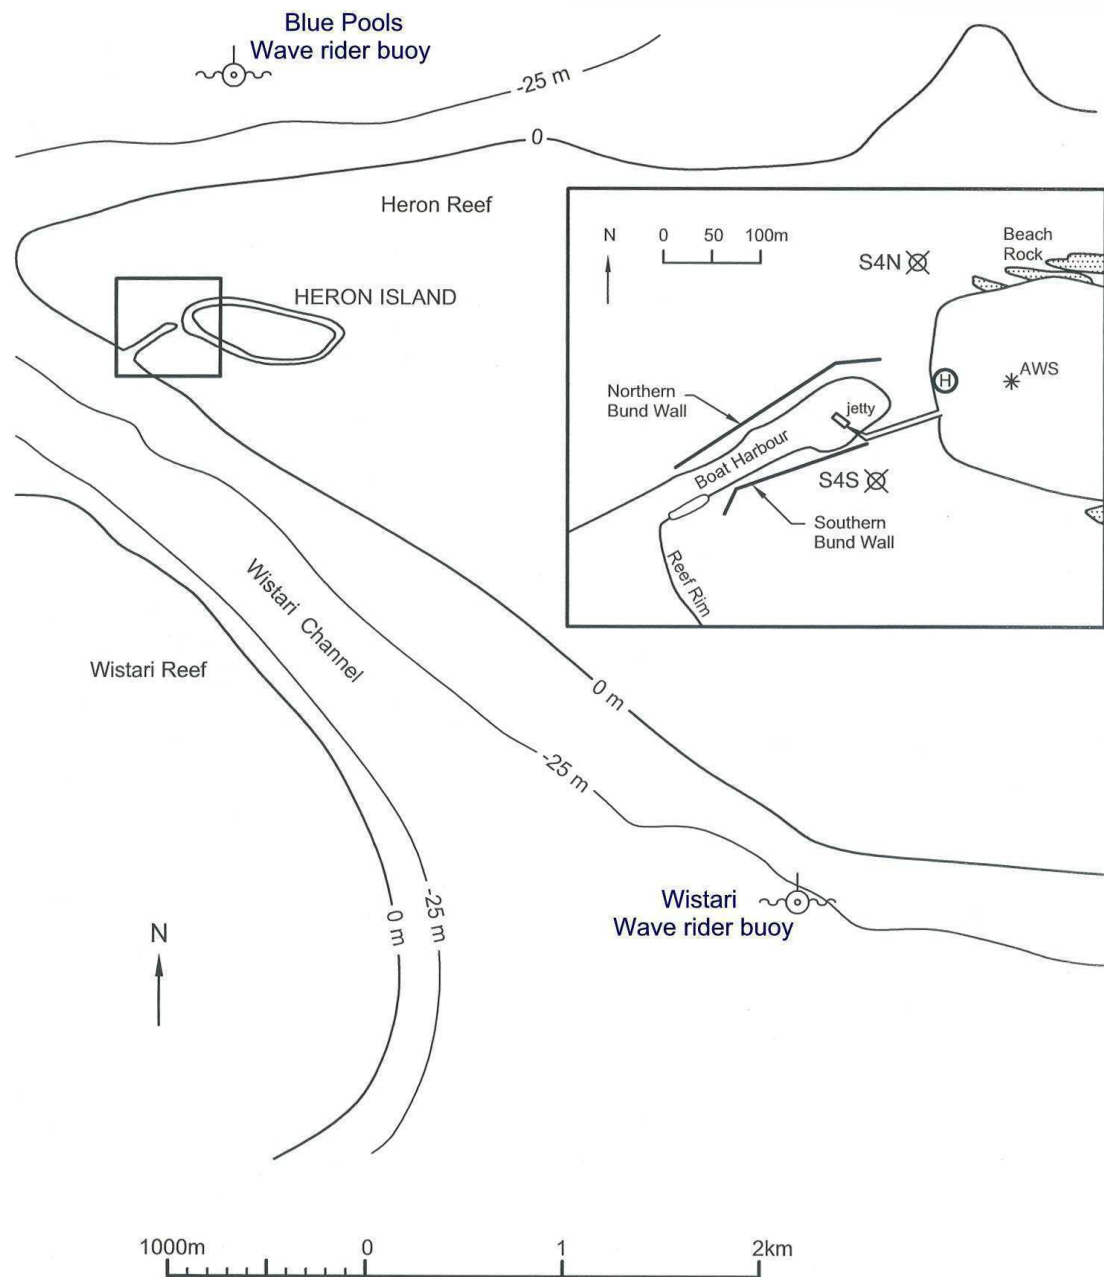 Blue Pools
Wave rider buoy
-25 m
0
Heron Reef
HERON ISLAND
N
0 50 100m
S4N
Beach
Rock
AWS
H
Northern
Bund Wall
jetty
Boat Harbour
S4S
Southern
Bund Wall
Reef Rim
Wistari Channel
Wistari Reef
0 m
-25 m
Wistari
Wave rider buoy
0 m
-25 m
N
1000m 0 1 2km